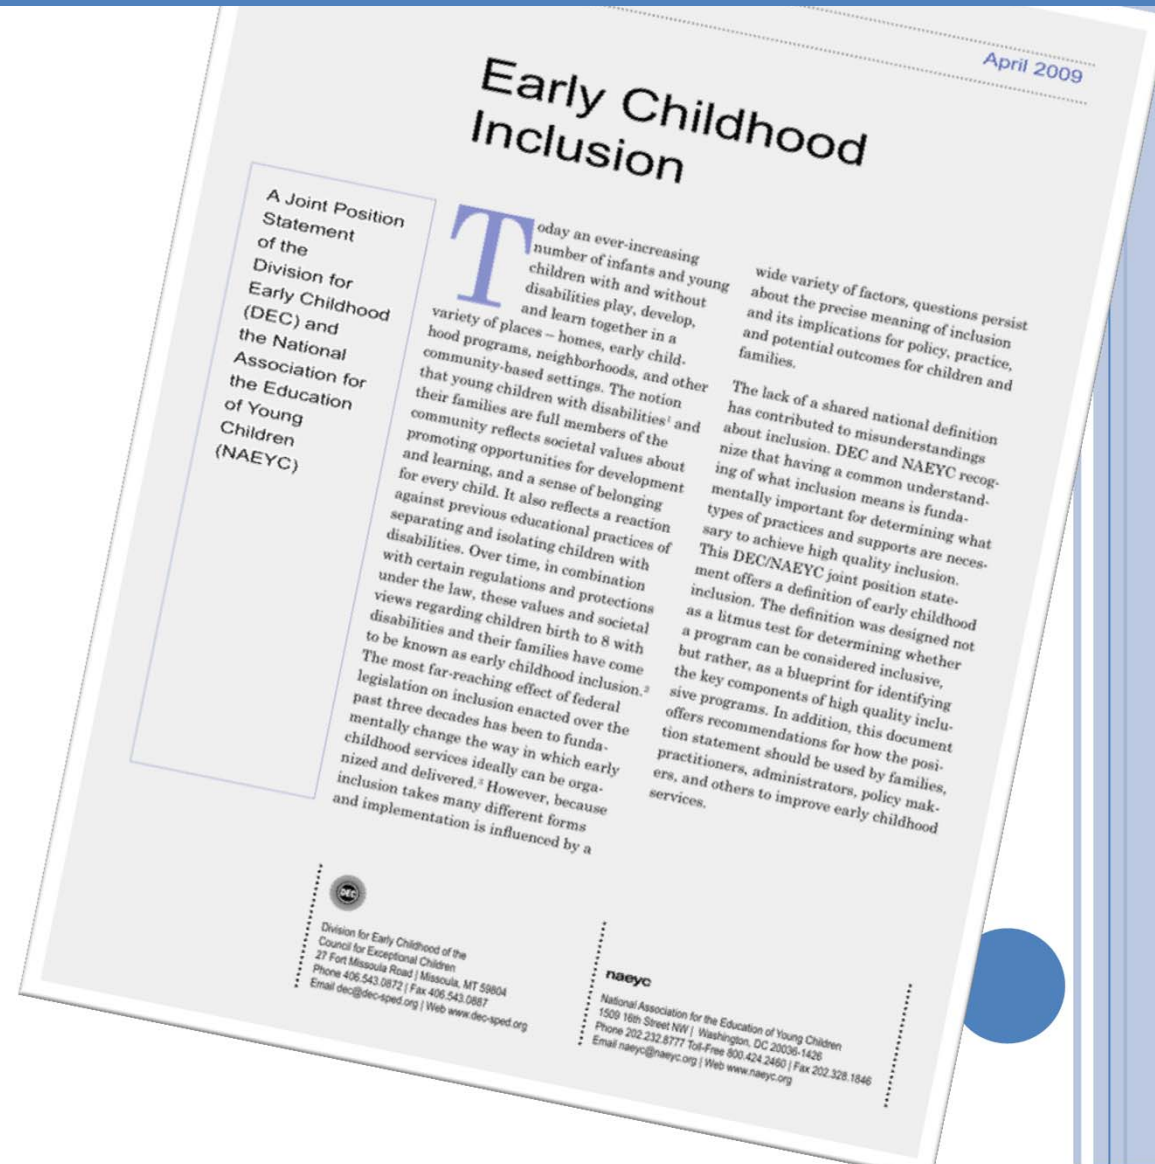 April 2009
Early Childhood
Inclusion
A Joint Position
Statement
of the
Division for
Early Childhood
(DEC) and
the National
Association for
the Education
of Young
Children
(NAEYC)
Today an ever-increasing
number of infants and young
children with and without
disabilities play, develop,
and learn together in a
variety of places – homes, early child-
hood programs, neighborhoods, and other
community-based settings. The notion
that young children with disabilities¹ and
their families are full members of the
community reflects societal values about
promoting opportunities for development
and learning, and a sense of belonging
for every child. It also reflects a reaction
against previous educational practices of
separating and isolating children with
disabilities. Over time, in combination
with certain regulations and protections
under the law, these values and societal
views regarding children birth to 8 with
disabilities and their families have come
to be known as early childhood inclusion.²
The most far-reaching effect of federal
legislation on inclusion enacted over the
past three decades has been to funda-
mentally change the way in which early
childhood services ideally can be orga-
nized and delivered.³ However, because
inclusion takes many different forms
and implementation is influenced by a
wide variety of factors, questions persist
about the precise meaning of inclusion
and its implications for policy, practice,
and potential outcomes for children and
families.
The lack of a shared national definition
has contributed to misunderstandings
about inclusion. DEC and NAEYC recog-
nize that having a common understand-
ing of what inclusion means is funda-
mentally important for determining what
types of practices and supports are neces-
sary to achieve high quality inclusion.
This DEC/NAEYC joint position state-
ment offers a definition of early childhood
inclusion. The definition was designed not
as a litmus test for determining whether
a program can be considered inclusive,
but rather, as a blueprint for identifying
the key components of high quality inclu-
sive programs. In addition, this document
offers recommendations for how the posi-
tion statement should be used by families,
practitioners, administrators, policy mak-
ers, and others to improve early childhood
services.
DEC
Division for Early Childhood of the
Council for Exceptional Children
27 Fort Missoula Road | Missoula, MT 59804
Phone 406.543.0872 | Fax 406.543.0887
Email dec@dec-sped.org | Web www.dec-sped.org
naeyc
National Association for the Education of Young Children
1509 16th Street NW | Washington, DC 20036-1426
Phone 202.232.8777 Toll-Free 800.424.2460 | Fax 202.328.1846
Email naeyc@naeyc.org | Web www.naeyc.org